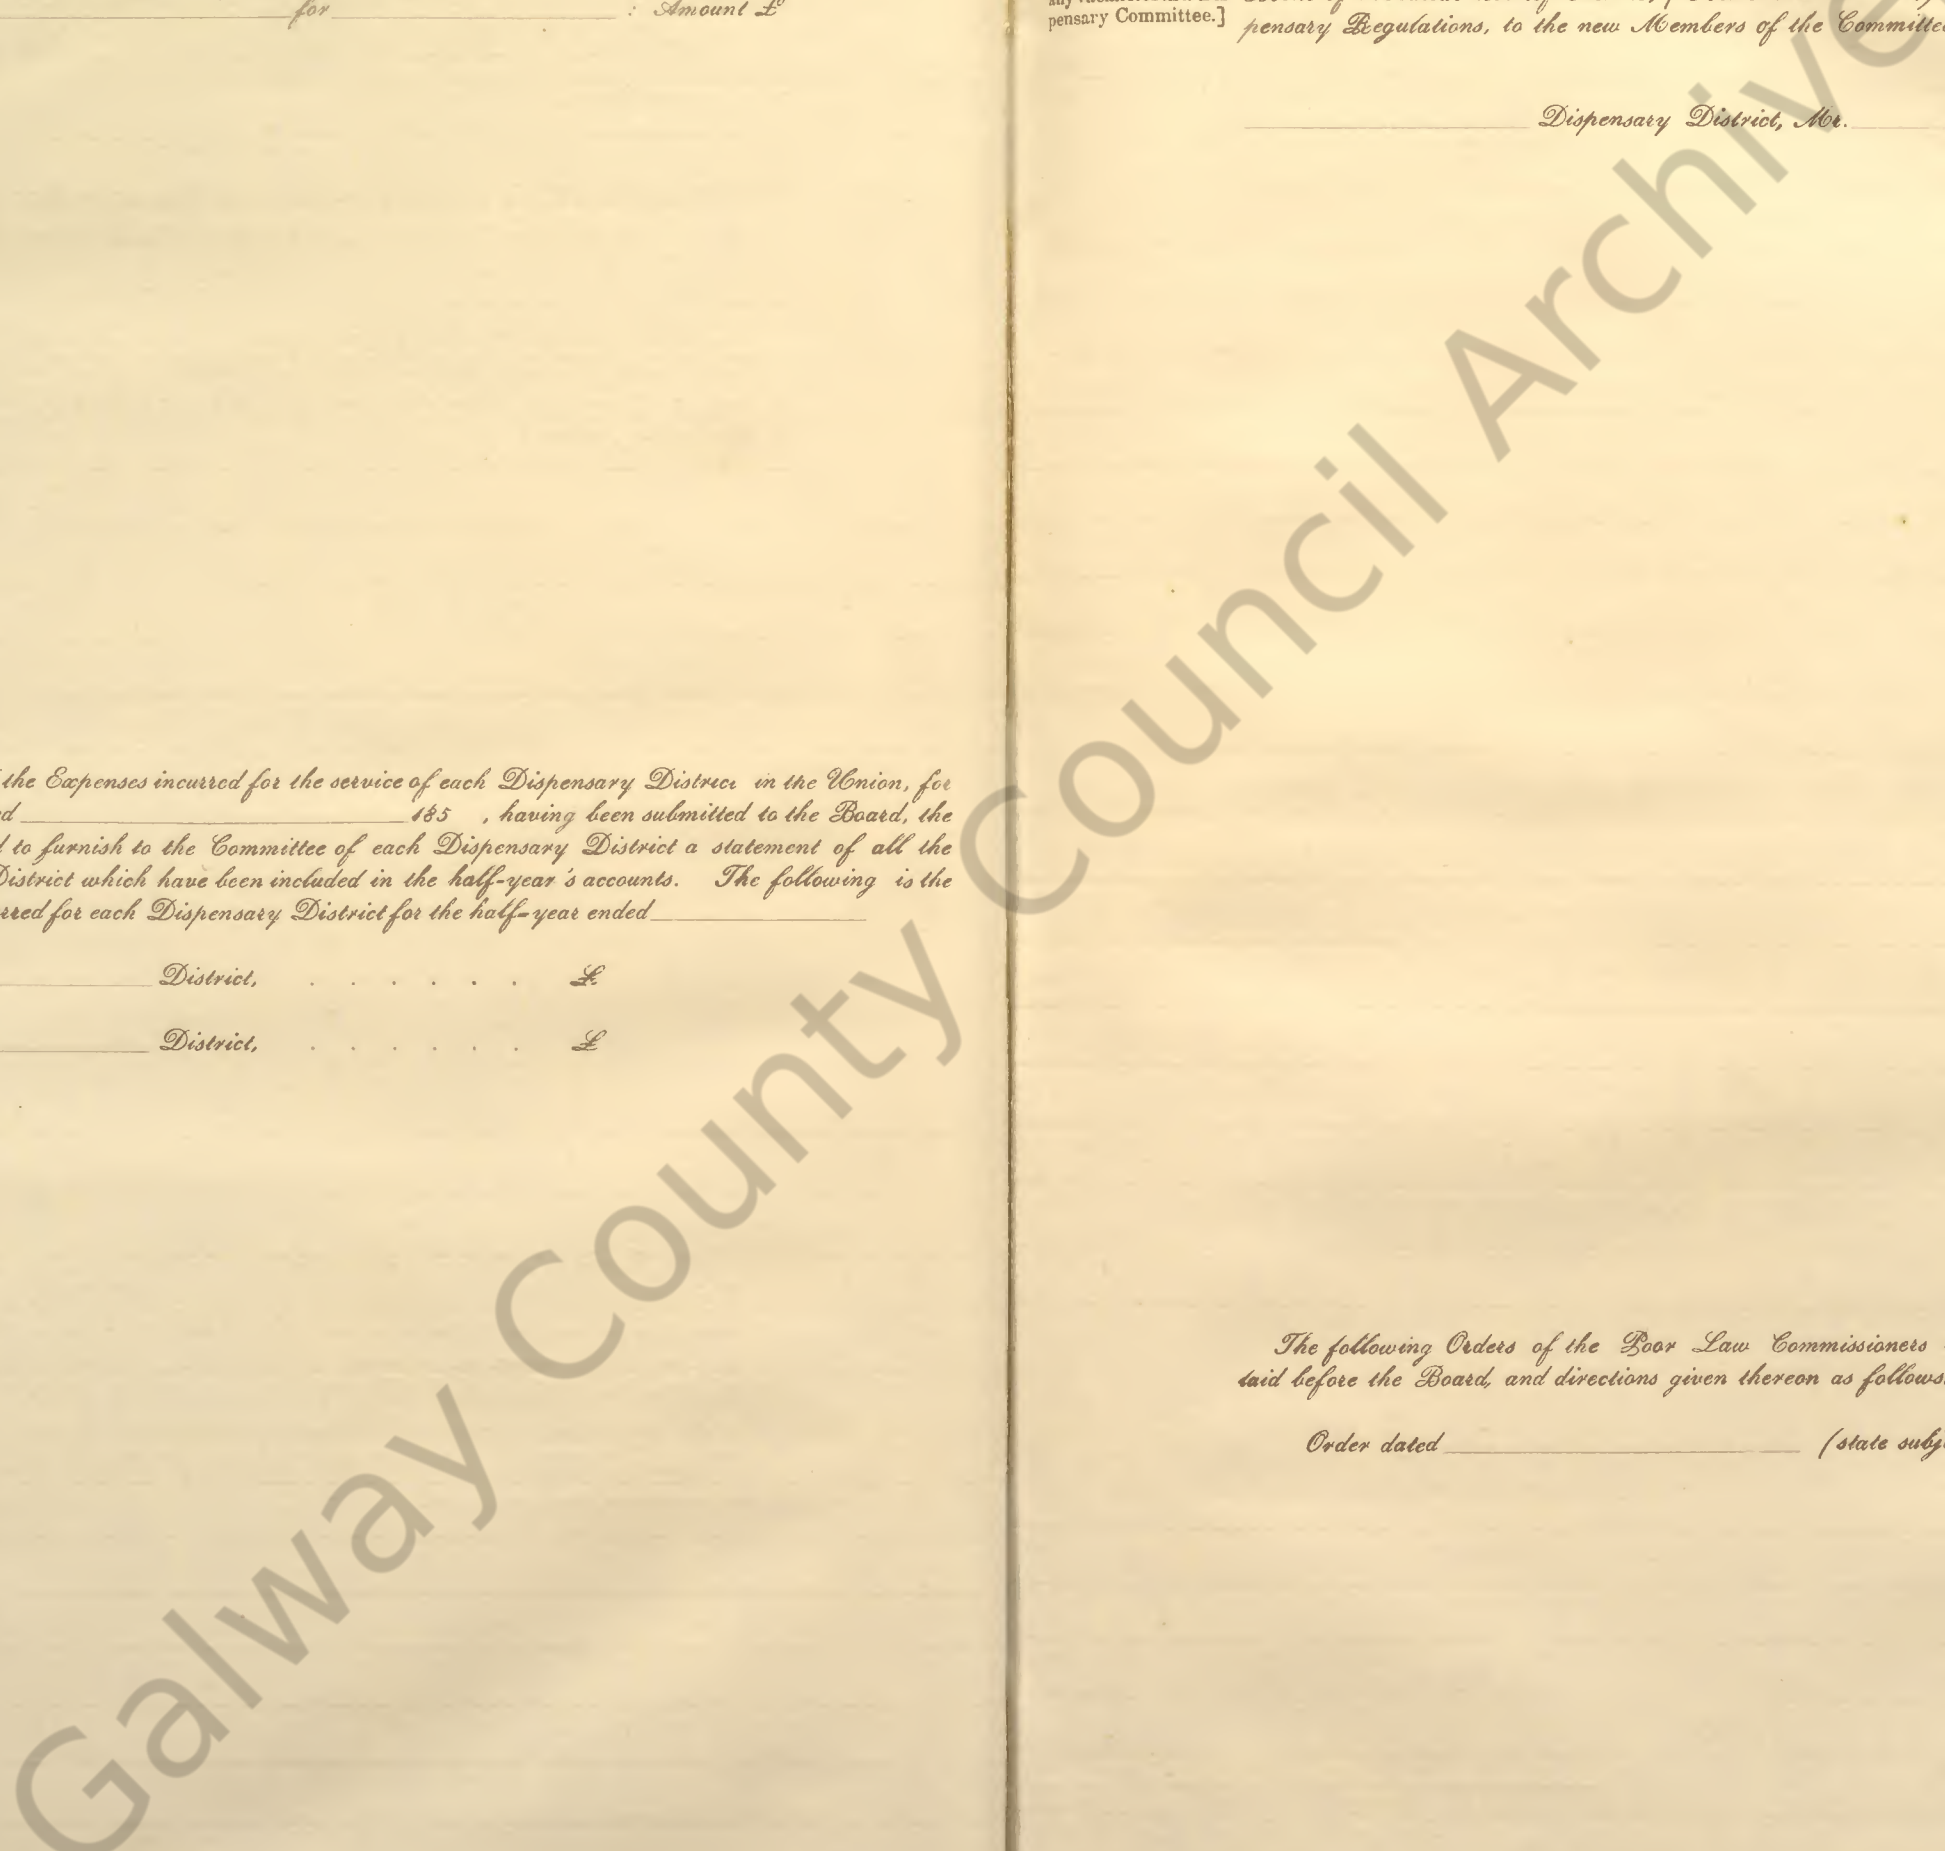 for : Amount £
the Expenses incurred for the service of each Dispensary District in the Union, for
185 , having been submitted to the Board, the
to furnish to the Committee of each Dispensary District a statement of all the
District which have been included in the half-year's accounts. The following is the
for each Dispensary District for the half-year ended
District, . . . . . . £
District, . . . . . . £
pensary Committee.]
pensary Regulations, to the new Members of the Committee
Dispensary District, Mr.
The following Orders of the Poor Law Commissioners
laid before the Board, and directions given thereon as follows
Order dated (state subj
Galway County Council Archive